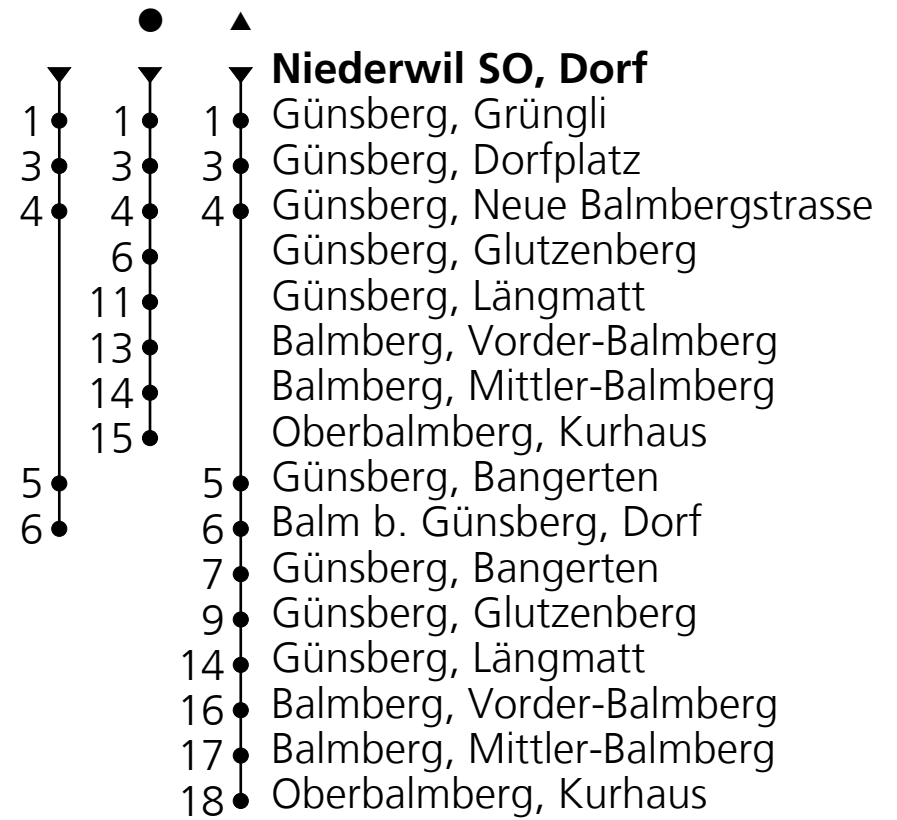 Niederwil SO, Dorf
1 1 1 Günsberg, Grüngli
3 3 3 Günsberg, Dorfplatz
4 4 4 Günsberg, Neue Balmbergstrasse
6 Günsberg, Glutzenberg
11 Günsberg, Längmatt
13 Balmberg, Vorder-Balmberg
14 Balmberg, Mittler-Balmberg
15 Oberbalmberg, Kurhaus
5 5 Günsberg, Bangerten
6 6 Balm b. Günsberg, Dorf
7 Günsberg, Bangerten
9 Günsberg, Glutzenberg
14 Günsberg, Längmatt
16 Balmberg, Vorder-Balmberg
17 Balmberg, Mittler-Balmberg
18 Oberbalmberg, Kurhaus